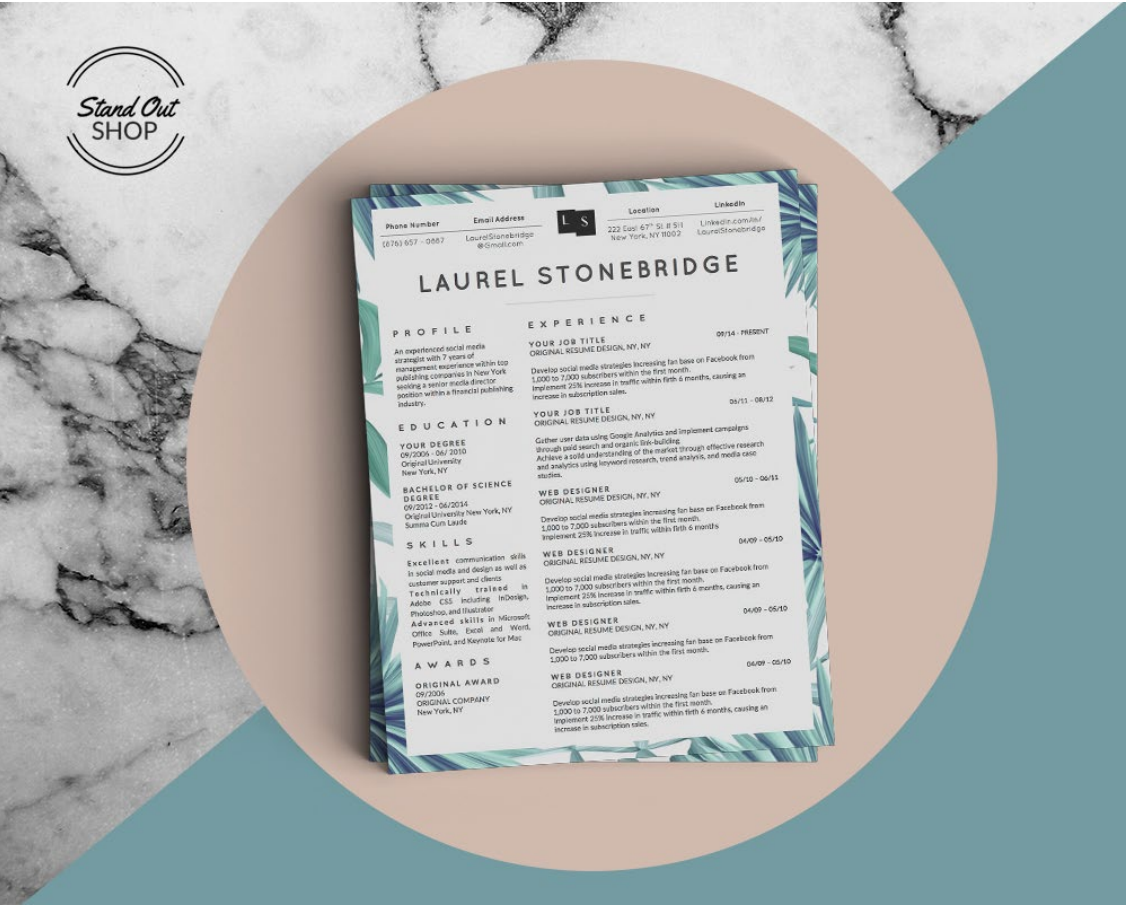 Stand Out
SHOP
Phone Number
(676) 657 - 0887
Email Address
LaurelStonebridge
@Gmail.com
L S
Location
222 East 67th St # 511
New York, NY 11002
LinkedIn
Linkedin.com/in/
LaurelStonebridge
LAUREL STONEBRIDGE
PROFILE
An experienced social media
strategist with 7 years of
management experience within top
publishing companies in New York
seeking a senior media director
position within a financial publishing
industry.
EDUCATION
YOUR DEGREE
09/2006 - 06/ 2010
Original University
New York, NY
BACHELOR OF SCIENCE
DEGREE
09/2012 - 06/2014
Original University New York, NY
Summa Cum Laude
SKILLS
Excellent communication skills
in social media and design as well as
customer support and clients
Technically trained in
Adobe CS5 including InDesign,
Photoshop, and Illustrator
Advanced skills in Microsoft
Office Suite, Excel and Word,
PowerPoint, and Keynote for Mac
AWARDS
ORIGINAL AWARD
09/2006
ORIGINAL COMPANY
New York, NY
EXPERIENCE
09/14 - PRESENT
YOUR JOB TITLE
ORIGINAL RESUME DESIGN, NY, NY
Develop social media strategies increasing fan base on Facebook from
1,000 to 7,000 subscribers within the first month.
Implement 25% increase in traffic within firth 6 months, causing an
increase in subscription sales.
06/11 - 08/12
YOUR JOB TITLE
ORIGINAL RESUME DESIGN, NY, NY
Gather user data using Google Analytics and implement campaigns
through paid search and organic link-building
Achieve a solid understanding of the market through effective research
and analytics using keyword research, trend analysis, and media case
studies.
05/10 - 06/11
WEB DESIGNER
ORIGINAL RESUME DESIGN, NY, NY
Develop social media strategies increasing fan base on Facebook from
1,000 to 7,000 subscribers within the first month.
Implement 25% increase in traffic within firth 6 months
04/09 - 05/10
WEB DESIGNER
ORIGINAL RESUME DESIGN, NY, NY
Develop social media strategies increasing fan base on Facebook from
1,000 to 7,000 subscribers within the first month.
Implement 25% increase in traffic within firth 6 months, causing an
increase in subscription sales.
04/09 - 05/10
WEB DESIGNER
ORIGINAL RESUME DESIGN, NY, NY
Develop social media strategies increasing fan base on Facebook from
1,000 to 7,000 subscribers within the first month.
04/09 - 05/10
WEB DESIGNER
ORIGINAL RESUME DESIGN, NY, NY
Develop social media strategies increasing fan base on Facebook from
1,000 to 7,000 subscribers within the first month.
Implement 25% increase in traffic within firth 6 months, causing an
increase in subscription sales.